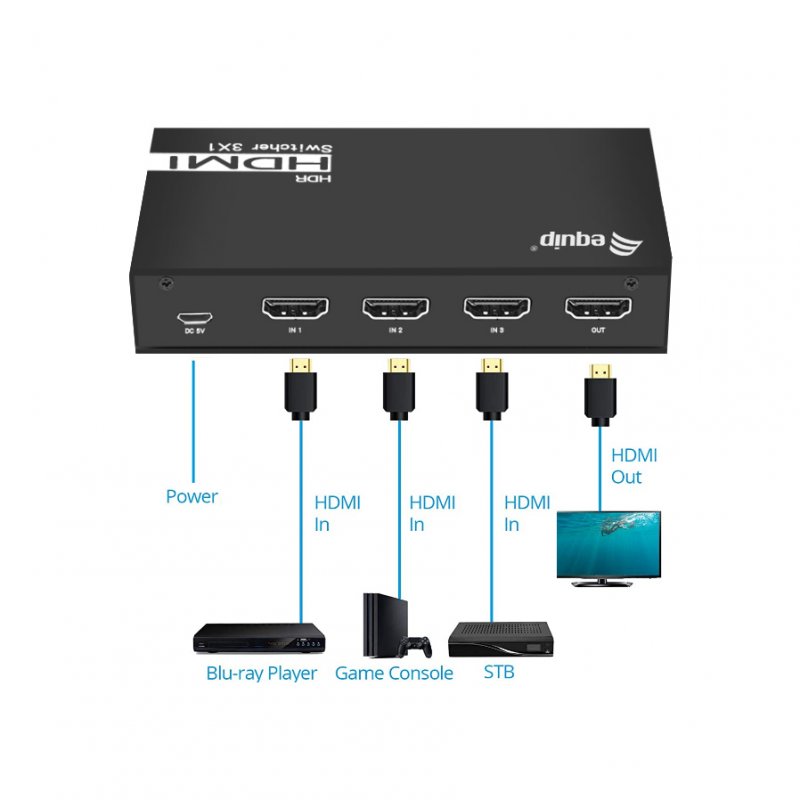 HDR
HDMI
Switcher 3X1
equip®
DC 5V
IN 1
IN 2
IN 3
OUT
Power
HDMI
In
HDMI
In
HDMI
In
HDMI
Out
Blu-ray Player
Game Console
STB